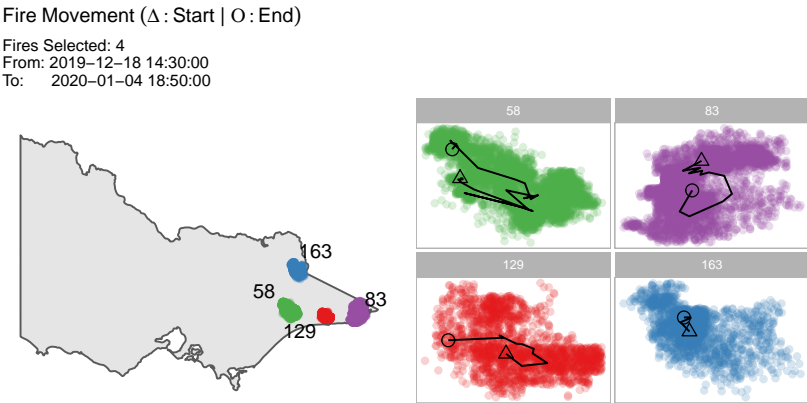 Fire Movement (Δ : Start | O : End)
Fires Selected: 4
From: 2019−12−18 14:30:00
To: 2020−01−04 18:50:00
58
83
163
58
83
129
129
163